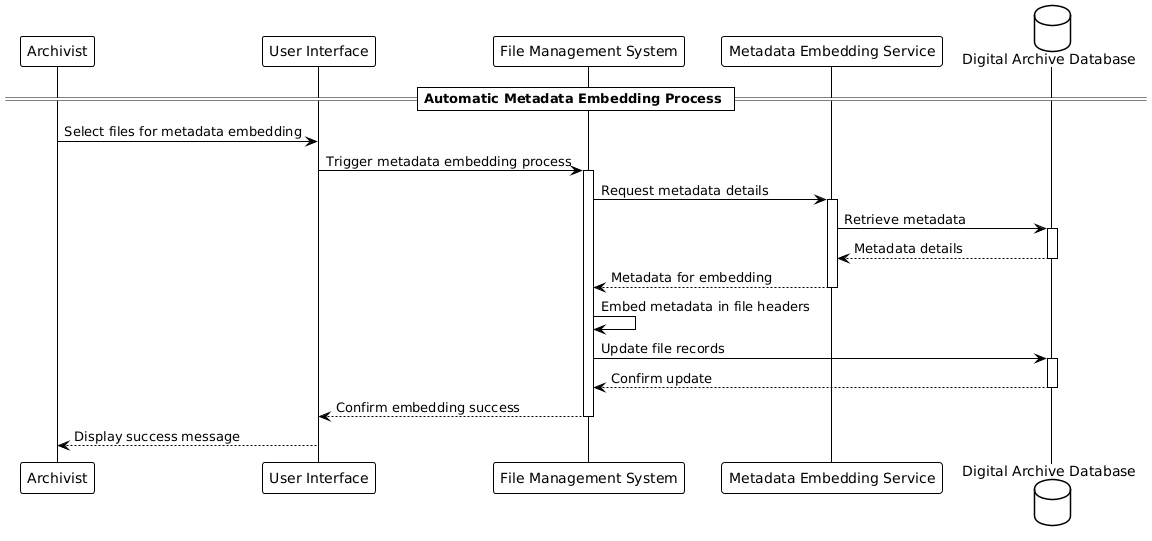 Archivist
User Interface
File Management System
Metadata Embedding Service
Digital Archive Database
Automatic Metadata Embedding Process
Select files for metadata embedding
Trigger metadata embedding process
Request metadata details
Retrieve metadata
Metadata details
Metadata for embedding
Embed metadata in file headers
Update file records
Confirm update
Confirm embedding success
Display success message
Archivist
User Interface
File Management System
Metadata Embedding Service
Digital Archive Database